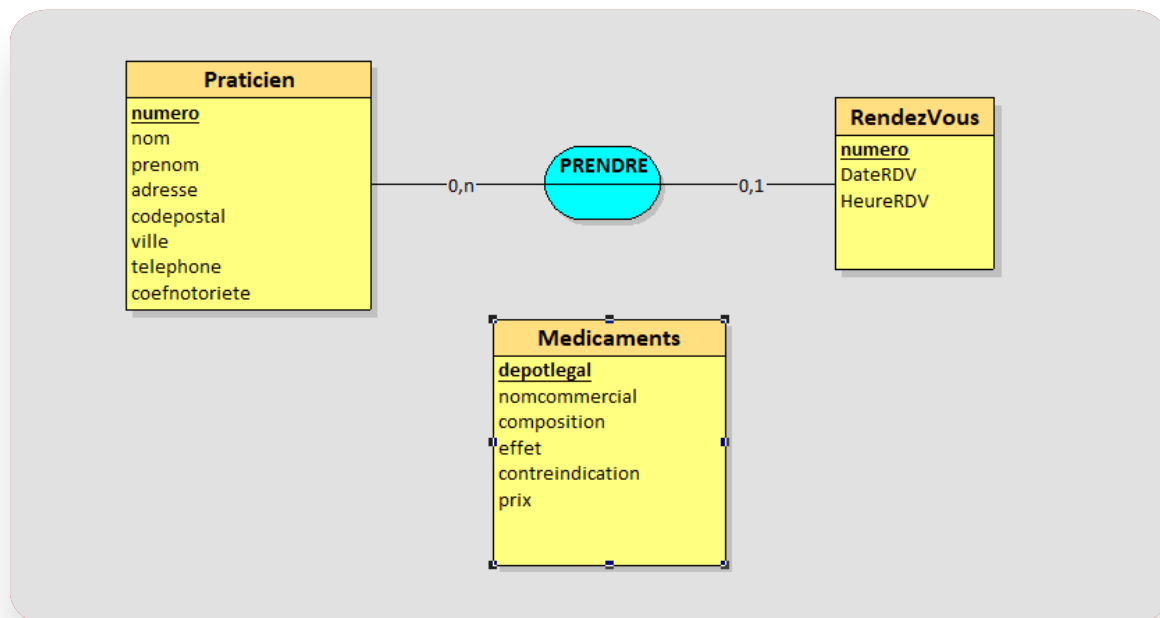 Praticien
numero
nom
prenom
adresse
codepostal
ville
telephone
coefnotoriete
0,n
PRENDRE
0,1
RendezVous
numero
DateRDV
HeureRDV
Medicaments
depotlegal
nomcommercial
composition
effet
contreindication
prix